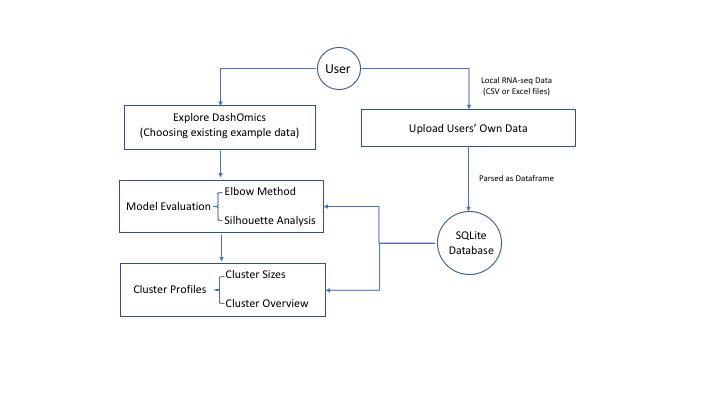 User
Local RNA-seq Data
(CSV or Excel files)
Explore DashOmics
(Choosing existing example data)
Upload Users’ Own Data
Parsed as Dataframe
Elbow Method
Model Evaluation
Silhouette Analysis
SQLite
Database
Cluster Sizes
Cluster Profiles
Cluster Overview